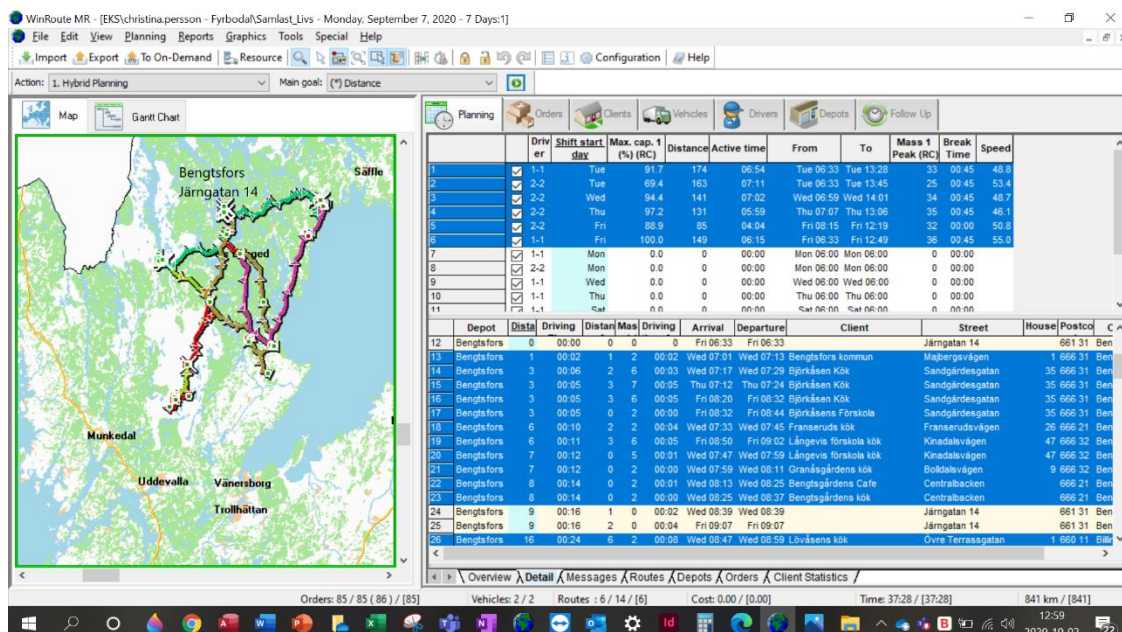 WinRoute MR - [EKS\christina.persson - Fyrbodal/Samlast_Livs - Monday, September 7, 2020 - 7 Days:1]
File Edit View Planning Reports Graphics Tools Special Help
Import Export To On-Demand Resource Configuration Help
Action: 1. Hybrid Planning Main goal: (*) Distance
Map Gantt Chart
Planning Orders Clients Vehicles Drivers Depots Follow Up
Driver Shift start day Max. cap. 1 (%) (RC) Distance Active time From To Mass 1 Peak (RC) Break Time Speed
1 1-1 Tue 91.7 174 06:54 Tue 06:33 Tue 13:28 33 00:45 48.8
2 2-2 Tue 69.4 163 07:11 Tue 06:33 Tue 13:45 25 00:45 53.4
3 2-2 Wed 94.4 141 07:02 Wed 06:59 Wed 14:01 34 00:45 48.7
4 2-2 Thu 97.2 131 05:59 Thu 07:07 Thu 13:06 35 00:45 46.1
5 2-2 Fri 88.9 85 04:04 Fri 08:15 Fri 12:19 32 00:00 50.8
6 1-1 Fri 100.0 149 06:15 Fri 06:33 Fri 12:49 36 00:45 55.0
7 1-1 Mon 0.0 0 00:00 Mon 06:00 Mon 06:00 0 00:00
8 2-2 Mon 0.0 0 00:00 Mon 06:00 Mon 06:00 0 00:00
9 1-1 Wed 0.0 0 00:00 Wed 06:00 Wed 06:00 0 00:00
10 1-1 Thu 0.0 0 00:00 Thu 06:00 Thu 06:00 0 00:00
11 1-1 Sat 0.0 0 00:00 Sat 06:00 Sat 06:00 0 00:00
Depot Dista Driving Distan Mas Driving Arrival Departure Client Street House Postco C
12 Bengtsfors 0 00:00 0 0 0 Fri 06:33 Fri 06:33 Järngatan 14 661 31 Ben
13 Bengtsfors 1 00:02 1 2 00:02 Wed 07:01 Wed 07:13 Bengtsfors kommun Majbergsvägen 1 666 31 Ben
14 Bengtsfors 3 00:06 2 6 00:03 Wed 07:17 Wed 07:29 Björkåsen Kök Sandgärdesgatan 35 666 31 Ben
15 Bengtsfors 3 00:05 3 7 00:05 Thu 07:12 Thu 07:24 Björkåsen Kök Sandgärdesgatan 35 666 31 Ben
16 Bengtsfors 3 00:05 3 6 00:05 Fri 08:20 Fri 08:32 Björkåsen Kök Sandgärdesgatan 35 666 31 Ben
17 Bengtsfors 3 00:05 0 2 00:00 Fri 08:32 Fri 08:44 Björkåsens Förskola Sandgärdesgatan 35 666 31 Ben
18 Bengtsfors 6 00:10 2 2 00:04 Wed 07:33 Wed 07:45 Franseruds kök Franserudsvägen 26 666 21 Ben
19 Bengtsfors 6 00:11 3 6 00:05 Fri 08:50 Fri 09:02 Långevis förskola kök Kinadalsvägen 47 666 32 Ben
20 Bengtsfors 7 00:12 0 5 00:01 Wed 07:47 Wed 07:59 Långevis förskola kök Kinadalsvägen 47 666 32 Ben
21 Bengtsfors 7 00:12 0 2 00:00 Wed 07:59 Wed 08:11 Granåsgårdens kök Bolldalsvägen 9 666 32 Ben
22 Bengtsfors 8 00:14 0 2 00:01 Wed 08:13 Wed 08:25 Bengtsgårdens Cafe Centralbacken 666 21 Ben
23 Bengtsfors 8 00:14 0 2 00:00 Wed 08:25 Wed 08:37 Bengtsgårdens kök Centralbacken 666 21 Ben
24 Bengtsfors 9 00:16 1 0 00:02 Wed 08:39 Wed 08:39 Järngatan 14 661 31 Ben
25 Bengtsfors 9 00:16 2 0 00:04 Fri 09:07 Fri 09:07 Järngatan 14 661 31 Ben
26 Bengtsfors 16 00:24 6 2 00:08 Wed 08:47 Wed 08:59 Lövåsens kök Övre Terrassgatan 1 660 11 Billin
Bengtsfors
Järngatan 14
Säffle
Munkedal
Uddevalla
Vänersborg
Trollhättan
Overview Detail Messages Routes Depots Orders Client Statistics
Orders: 85 / 85 ( 86 ) / [85] Vehicles: 2 / 2 Routes : 6 / 14 / [6] Cost: 0.00 / [0.00] Time: 37:28 / [37:28] 841 km / [841]
12:59
2020-10-02
22